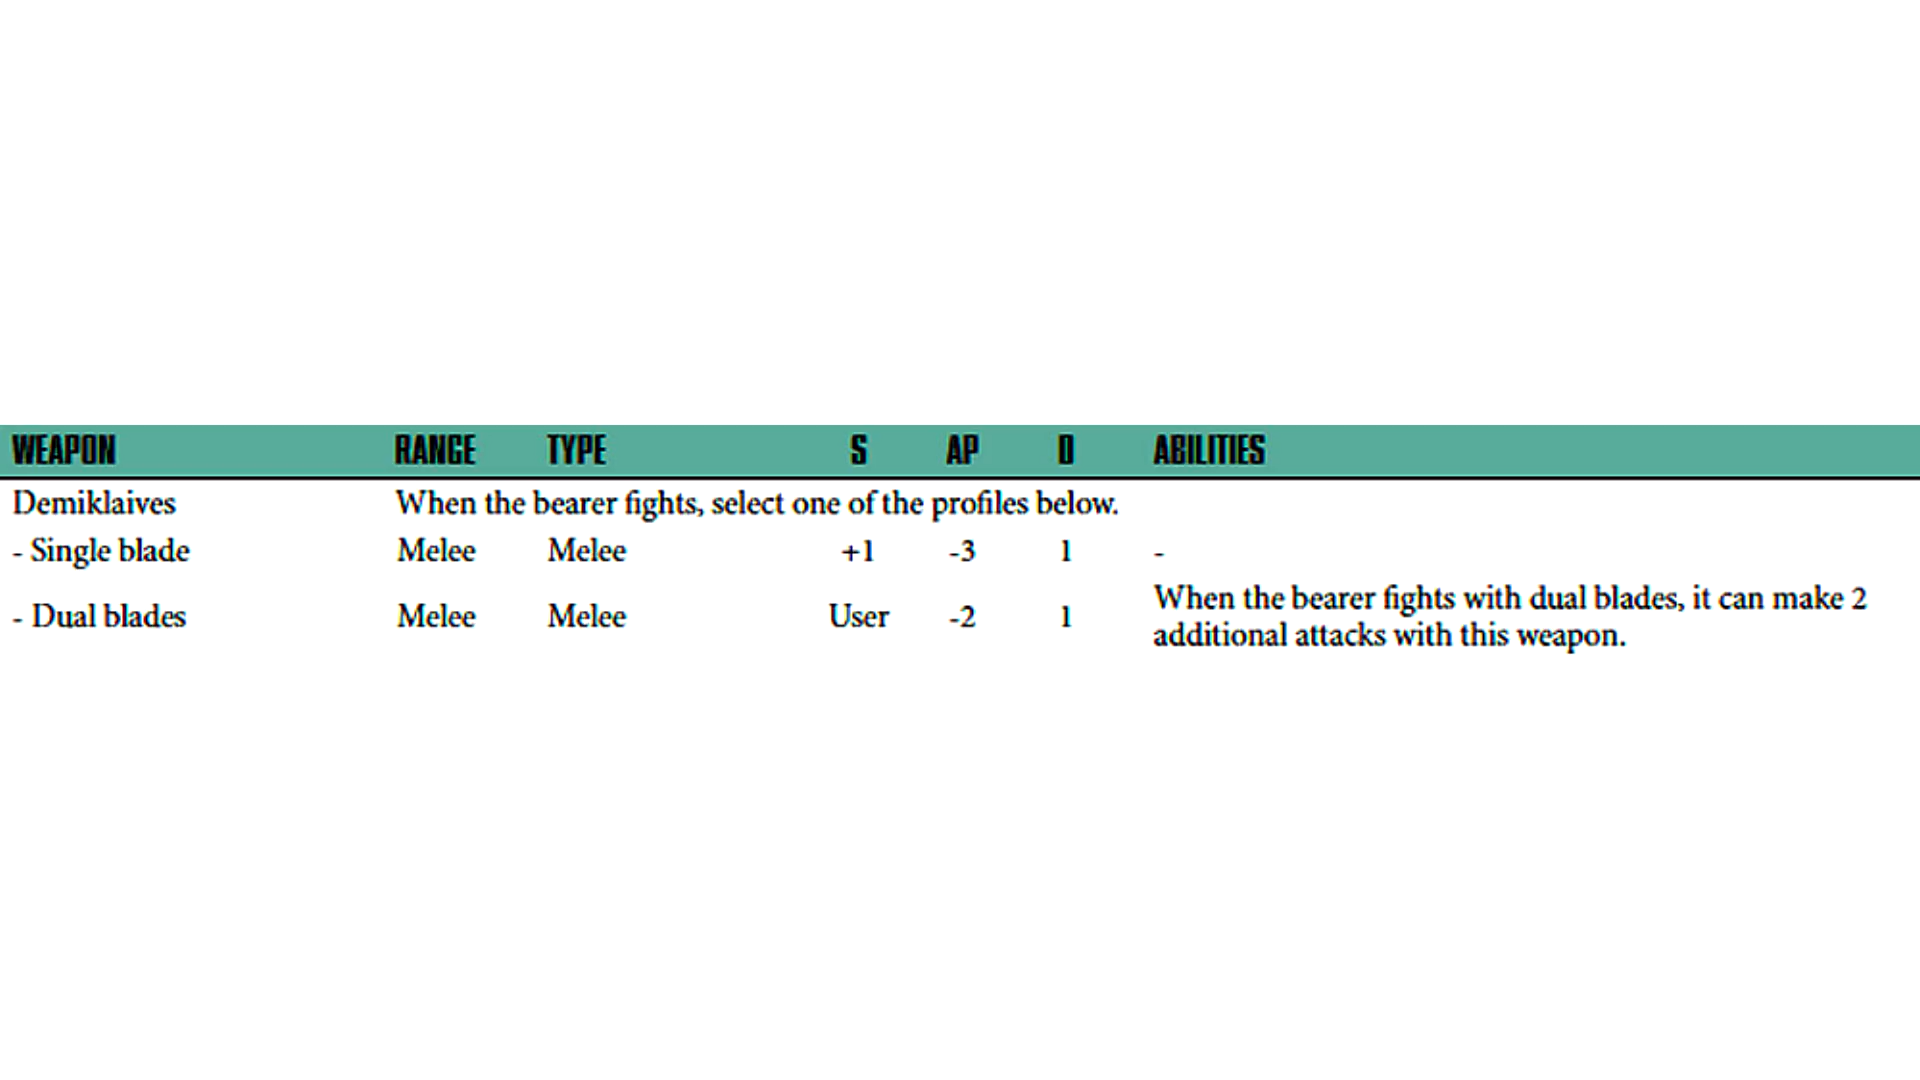 WEAPON RANGE TYPE S AP D ABILITIES
Demiklaives When the bearer fights, select one of the profiles below.
- Single blade Melee Melee +1 -3 1 -
- Dual blades Melee Melee User -2 1 When the bearer fights with dual blades, it can make 2
additional attacks with this weapon.